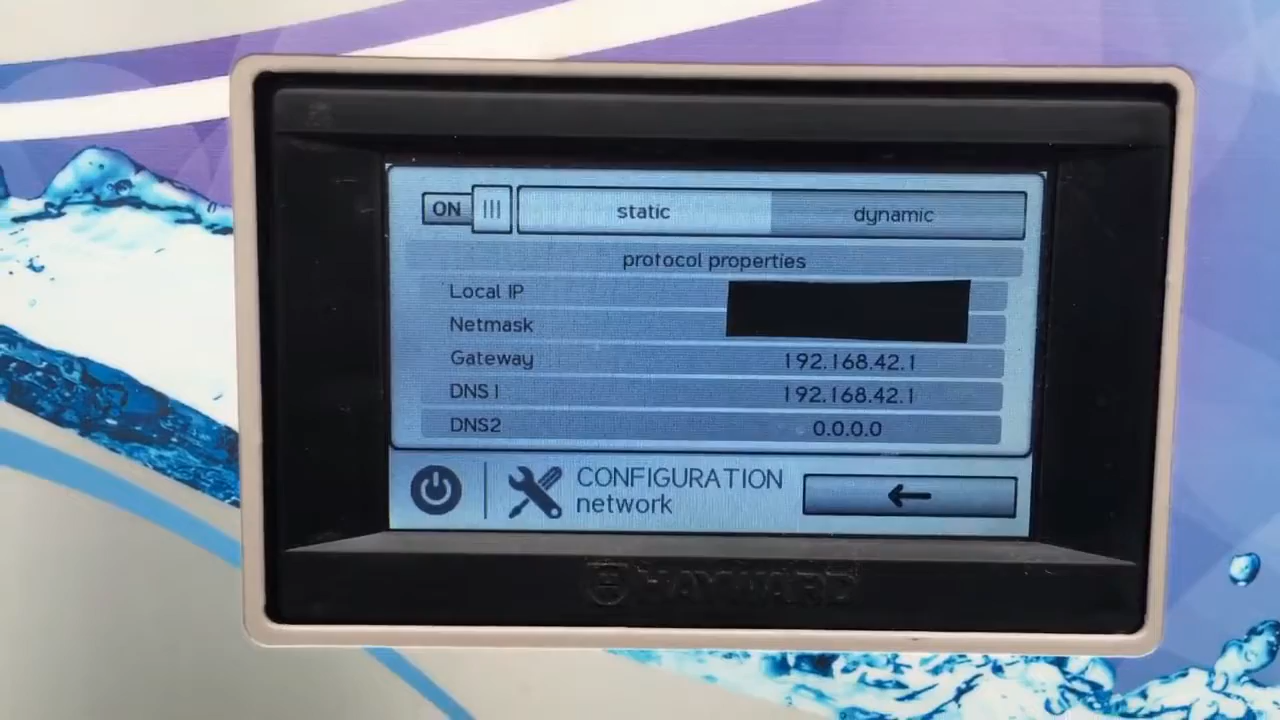 ON static dynamic
protocol properties
Local IP
Netmask
Gateway 192.168.42.1
DNS1 192.168.42.1
DNS2 0.0.0.0
CONFIGURATION
network
HAYWARD